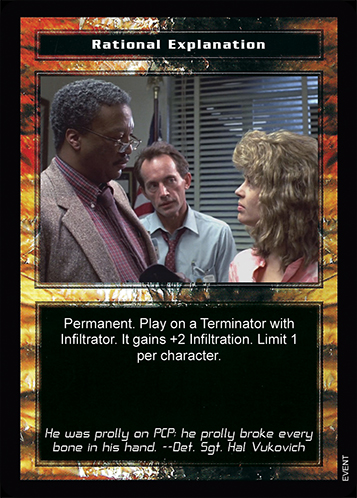 Rational Explanation
Permanent. Play on a Terminator with
Infiltrator. It gains +2 Infiltration. Limit 1
per character.
He was prolly on PCP; he prolly broke every
bone in his hand. --Det. Sgt. Hal Vukovich
EVENT